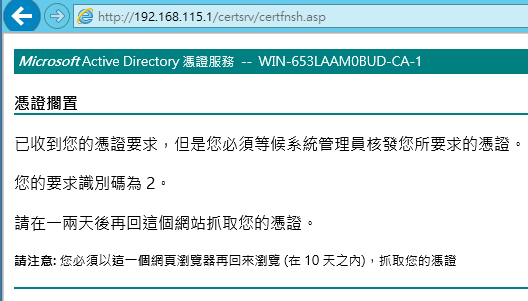 http://192.168.115.1/certsrv/certfnsh.asp
Microsoft Active Directory 憑證服務 -- WIN-653LAAM0BUD-CA-1
憑證擱置
已收到您的憑證要求，但是您必須等候系統管理員核發您所要求的憑證。
您的要求識別碼為 2。
請在一兩天後再回這個網站抓取您的憑證。
請注意: 您必須以這一個網頁瀏覽器再回來瀏覽 (在 10 天之內)，抓取您的憑證